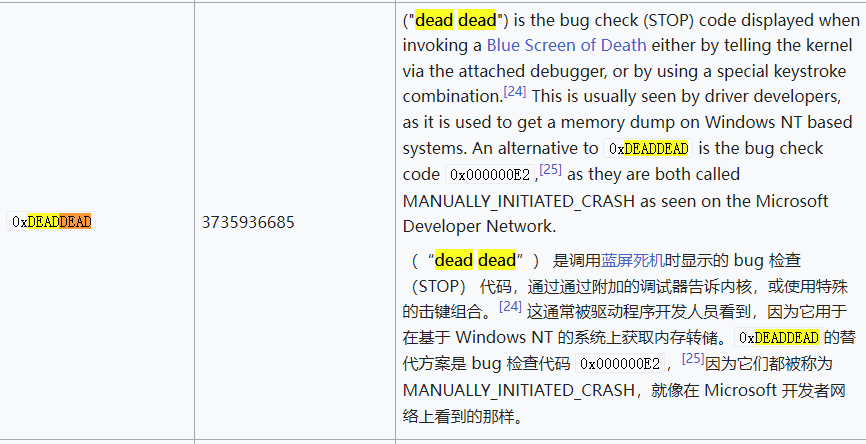 0xDEADDEAD
3735936685
("dead dead") is the bug check (STOP) code displayed when
invoking a Blue Screen of Death either by telling the kernel
via the attached debugger, or by using a special keystroke
combination.[24] This is usually seen by driver developers,
as it is used to get a memory dump on Windows NT based
systems. An alternative to 0xDEADDEAD is the bug check
code 0x000000E2,[25] as they are both called
MANUALLY_INITIATED_CRASH as seen on the Microsoft
Developer Network.
（“dead dead”） 是调用蓝屏死机时显示的 bug 检查
（STOP） 代码，通过通过附加的调试器告诉内核，或使用特殊
的击键组合。[24] 这通常被驱动程序开发人员看到，因为它用于
在基于 Windows NT 的系统上获取内存转储。0xDEADDEAD 的替
代方案是 bug 检查代码 0x000000E2，[25]因为它们都被称为
MANUALLY_INITIATED_CRASH，就像在 Microsoft 开发者网
络上看到的那样。